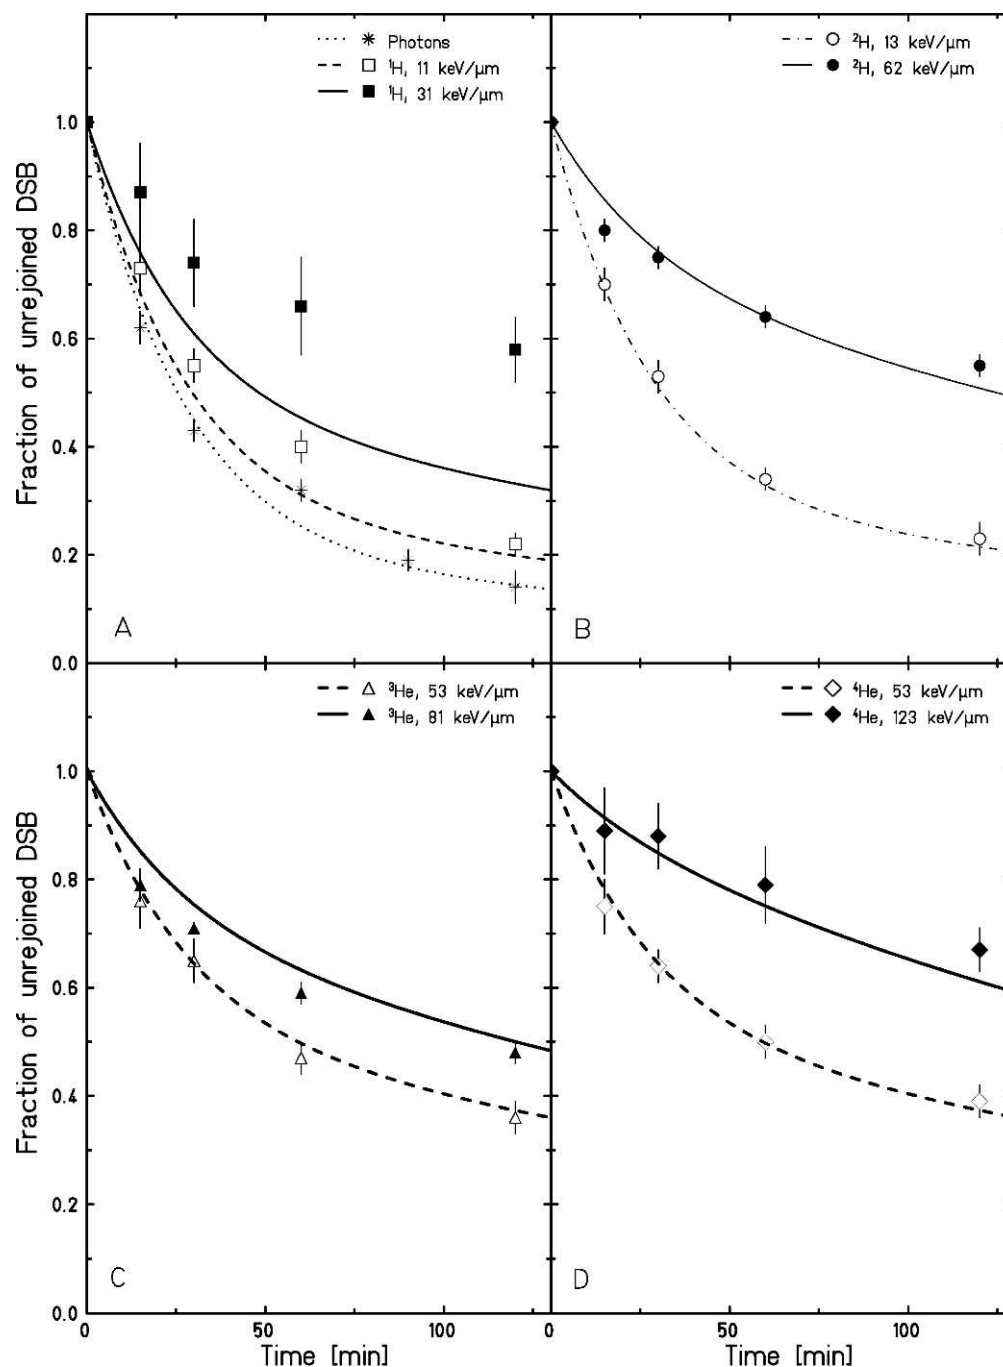 Photons
¹H, 11 keV/μm
¹H, 31 keV/μm
²H, 13 keV/μm
²H, 62 keV/μm
Fraction of unrejoined DSB
1.0
0.8
0.6
0.4
0.2
0.0
A
B
³He, 53 keV/μm
³He, 81 keV/μm
⁴He, 53 keV/μm
⁴He, 123 keV/μm
Fraction of unrejoined DSB
1.0
0.8
0.6
0.4
0.2
0.0
C
D
0 50 100 0 50 100
Time [min] Time [min]